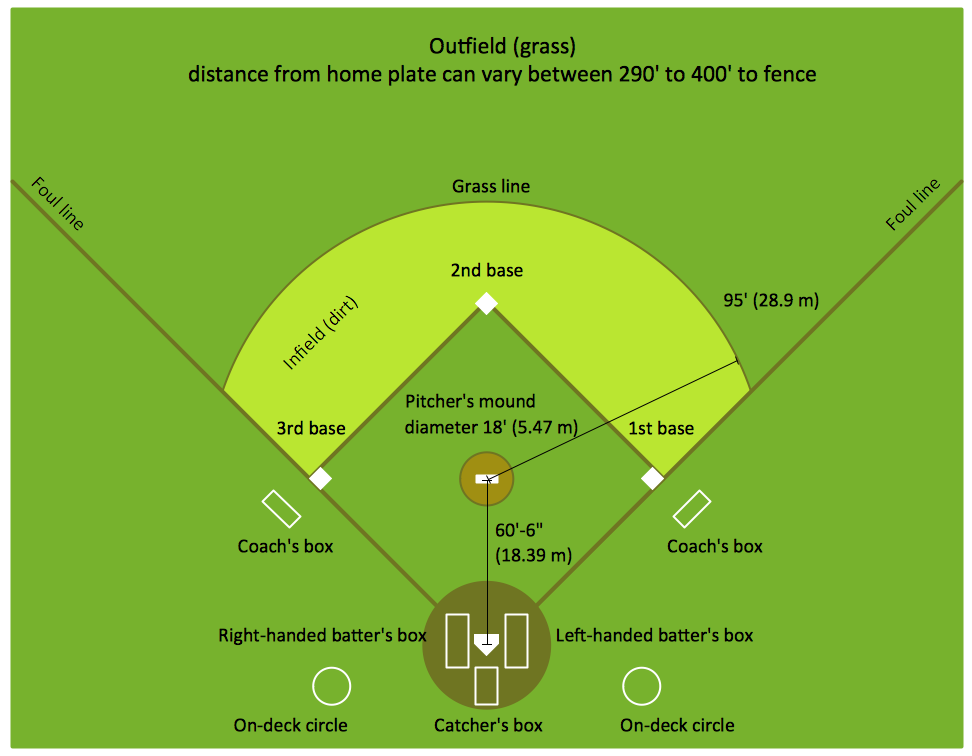 Outfield (grass)
distance from home plate can vary between 290' to 400' to fence
Foul line
Grass line
Foul line
2nd base
95' (28.9 m)
Infield (dirt)
Pitcher's mound
diameter 18' (5.47 m)
3rd base
1st base
60'-6"
(18.39 m)
Coach's box
Coach's box
Right-handed batter's box
Left-handed batter's box
On-deck circle
Catcher's box
On-deck circle